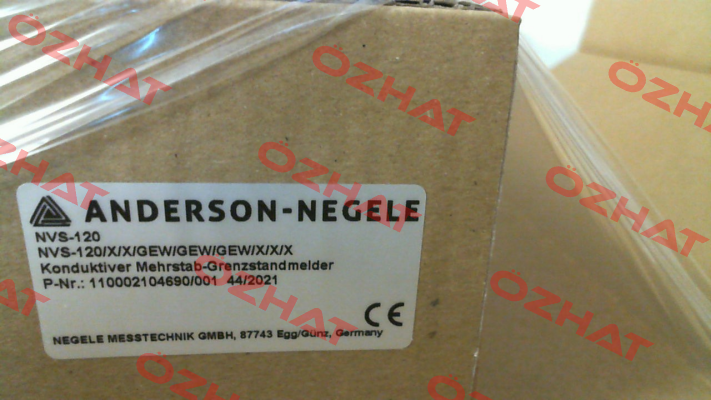 ANDERSON-NEGELE
NVS-120
NVS-120/X/X/GEW/GEW/GEW/X/X/X
Konduktiver Mehrstab-Grenzstandmelder
P-Nr.: 110002104690/001 44/2021
CE
NEGELE MESSTECHNIK GMBH, 87743 Egg/Günz, Germany
ÖZHAT
ÖZHAT
ÖZHAT
ÖZHAT
ÖZHAT
ÖZHAT
ÖZHAT
ÖZHAT
ÖZHAT
ÖZHAT
ÖZHAT